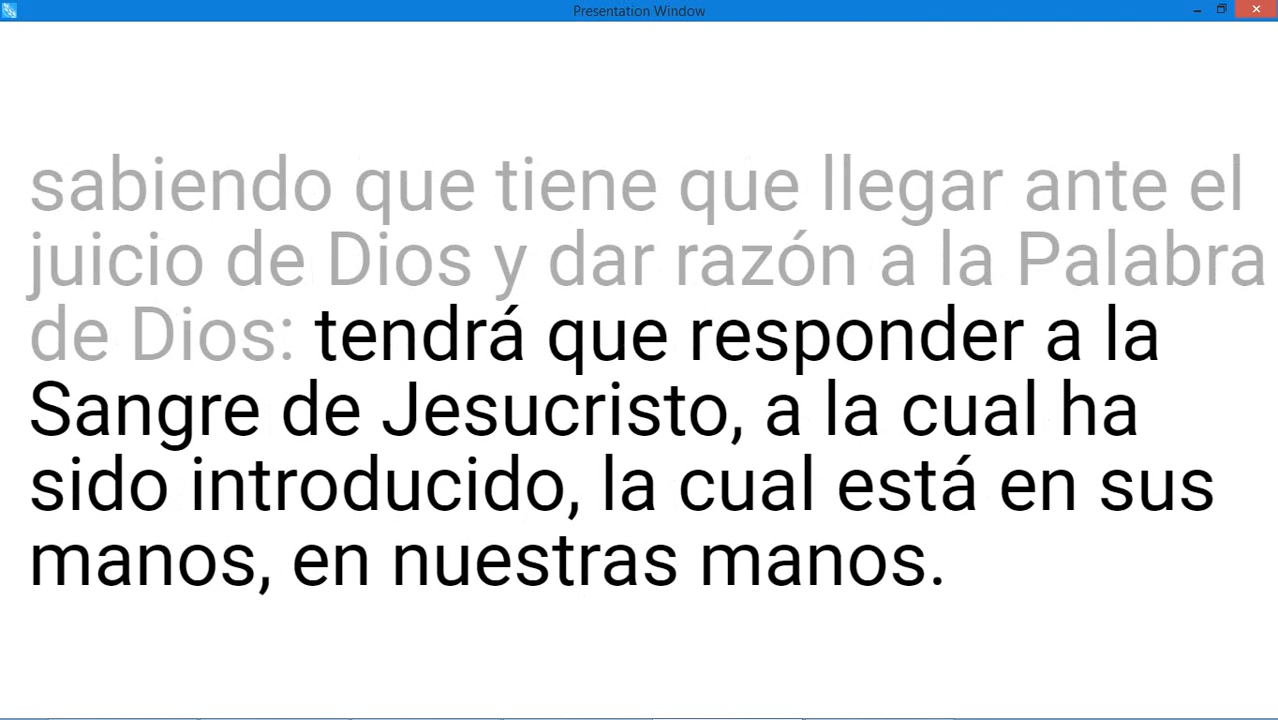 Presentation Window
sabiendo que tiene que llegar ante el
juicio de Dios y dar razón a la Palabra
de Dios: tendrá que responder a la
Sangre de Jesucristo, a la cual ha
sido introducido, la cual está en sus
manos, en nuestras manos.